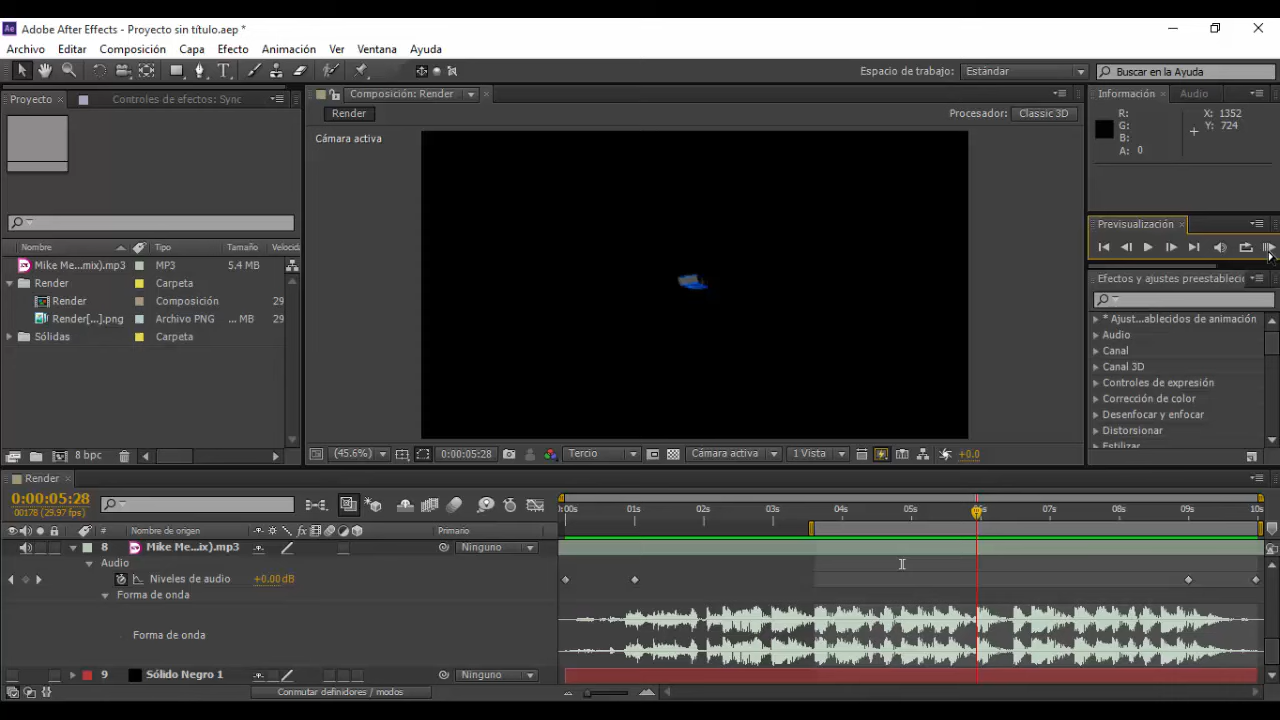 Adobe After Effects - Proyecto sin título.aep *
Archivo Editar Composición Capa Efecto Animación Ver Ventana Ayuda
Espacio de trabajo: Estándar Buscar en la Ayuda
Proyecto Controles de efectos: Sync
Composición: Render
Información Audio
Render
Procesador: Classic 3D
R: X: 1352
G: Y: 724
B:
A: 0
Cámara activa
Previsualización
Nombre Tipo Tamaño Velocida
Mike Me...mix).mp3 MP3 5.4 MB
Render Carpeta
Render Composición 29
Render[...].png Archivo PNG ... MB 29
Sólidas Carpeta
Efectos y ajustes preestableci
* Ajust...ablecidos de animación
Audio
Canal
Canal 3D
Controles de expresión
Corrección de color
Desenfocar y enfocar
Distorsionar
Estilizar
8 bpc
(45.6%) 0:00:05:28 Tercio Cámara activa 1 Vista +0.0
Render
0:00:05:28
00178 (29.97 fps)
:00s 01s 02s 03s 04s 05s 06s 07s 08s 09s 10s
# Nombre de origen Primario
8 Mike Me...ix).mp3 Ninguno
Audio
Niveles de audio +0.00dB
Forma de onda
Forma de onda
9 Sólido Negro 1 Ninguno
Conmutar definidores / modos